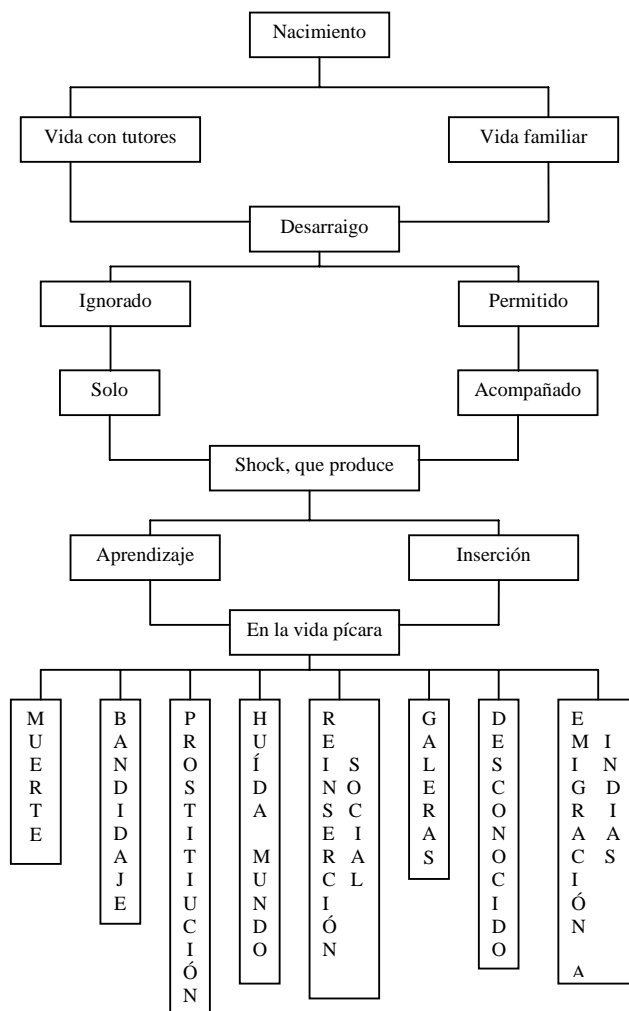 Nacimiento
Vida con tutores
Vida familiar
Desarraigo
Ignorado
Permitido
Solo
Acompañado
Shock, que produce
Aprendizaje
Inserción
En la vida pícara
MUERTE
BANDIDAJE
PROSTITIUCIÓN
HUÍDA MUNDO
REINSERCIÓN
SOCIAL
GALERAS
DESCONOCIDO
EMIGRACIÓN A
INDIAS